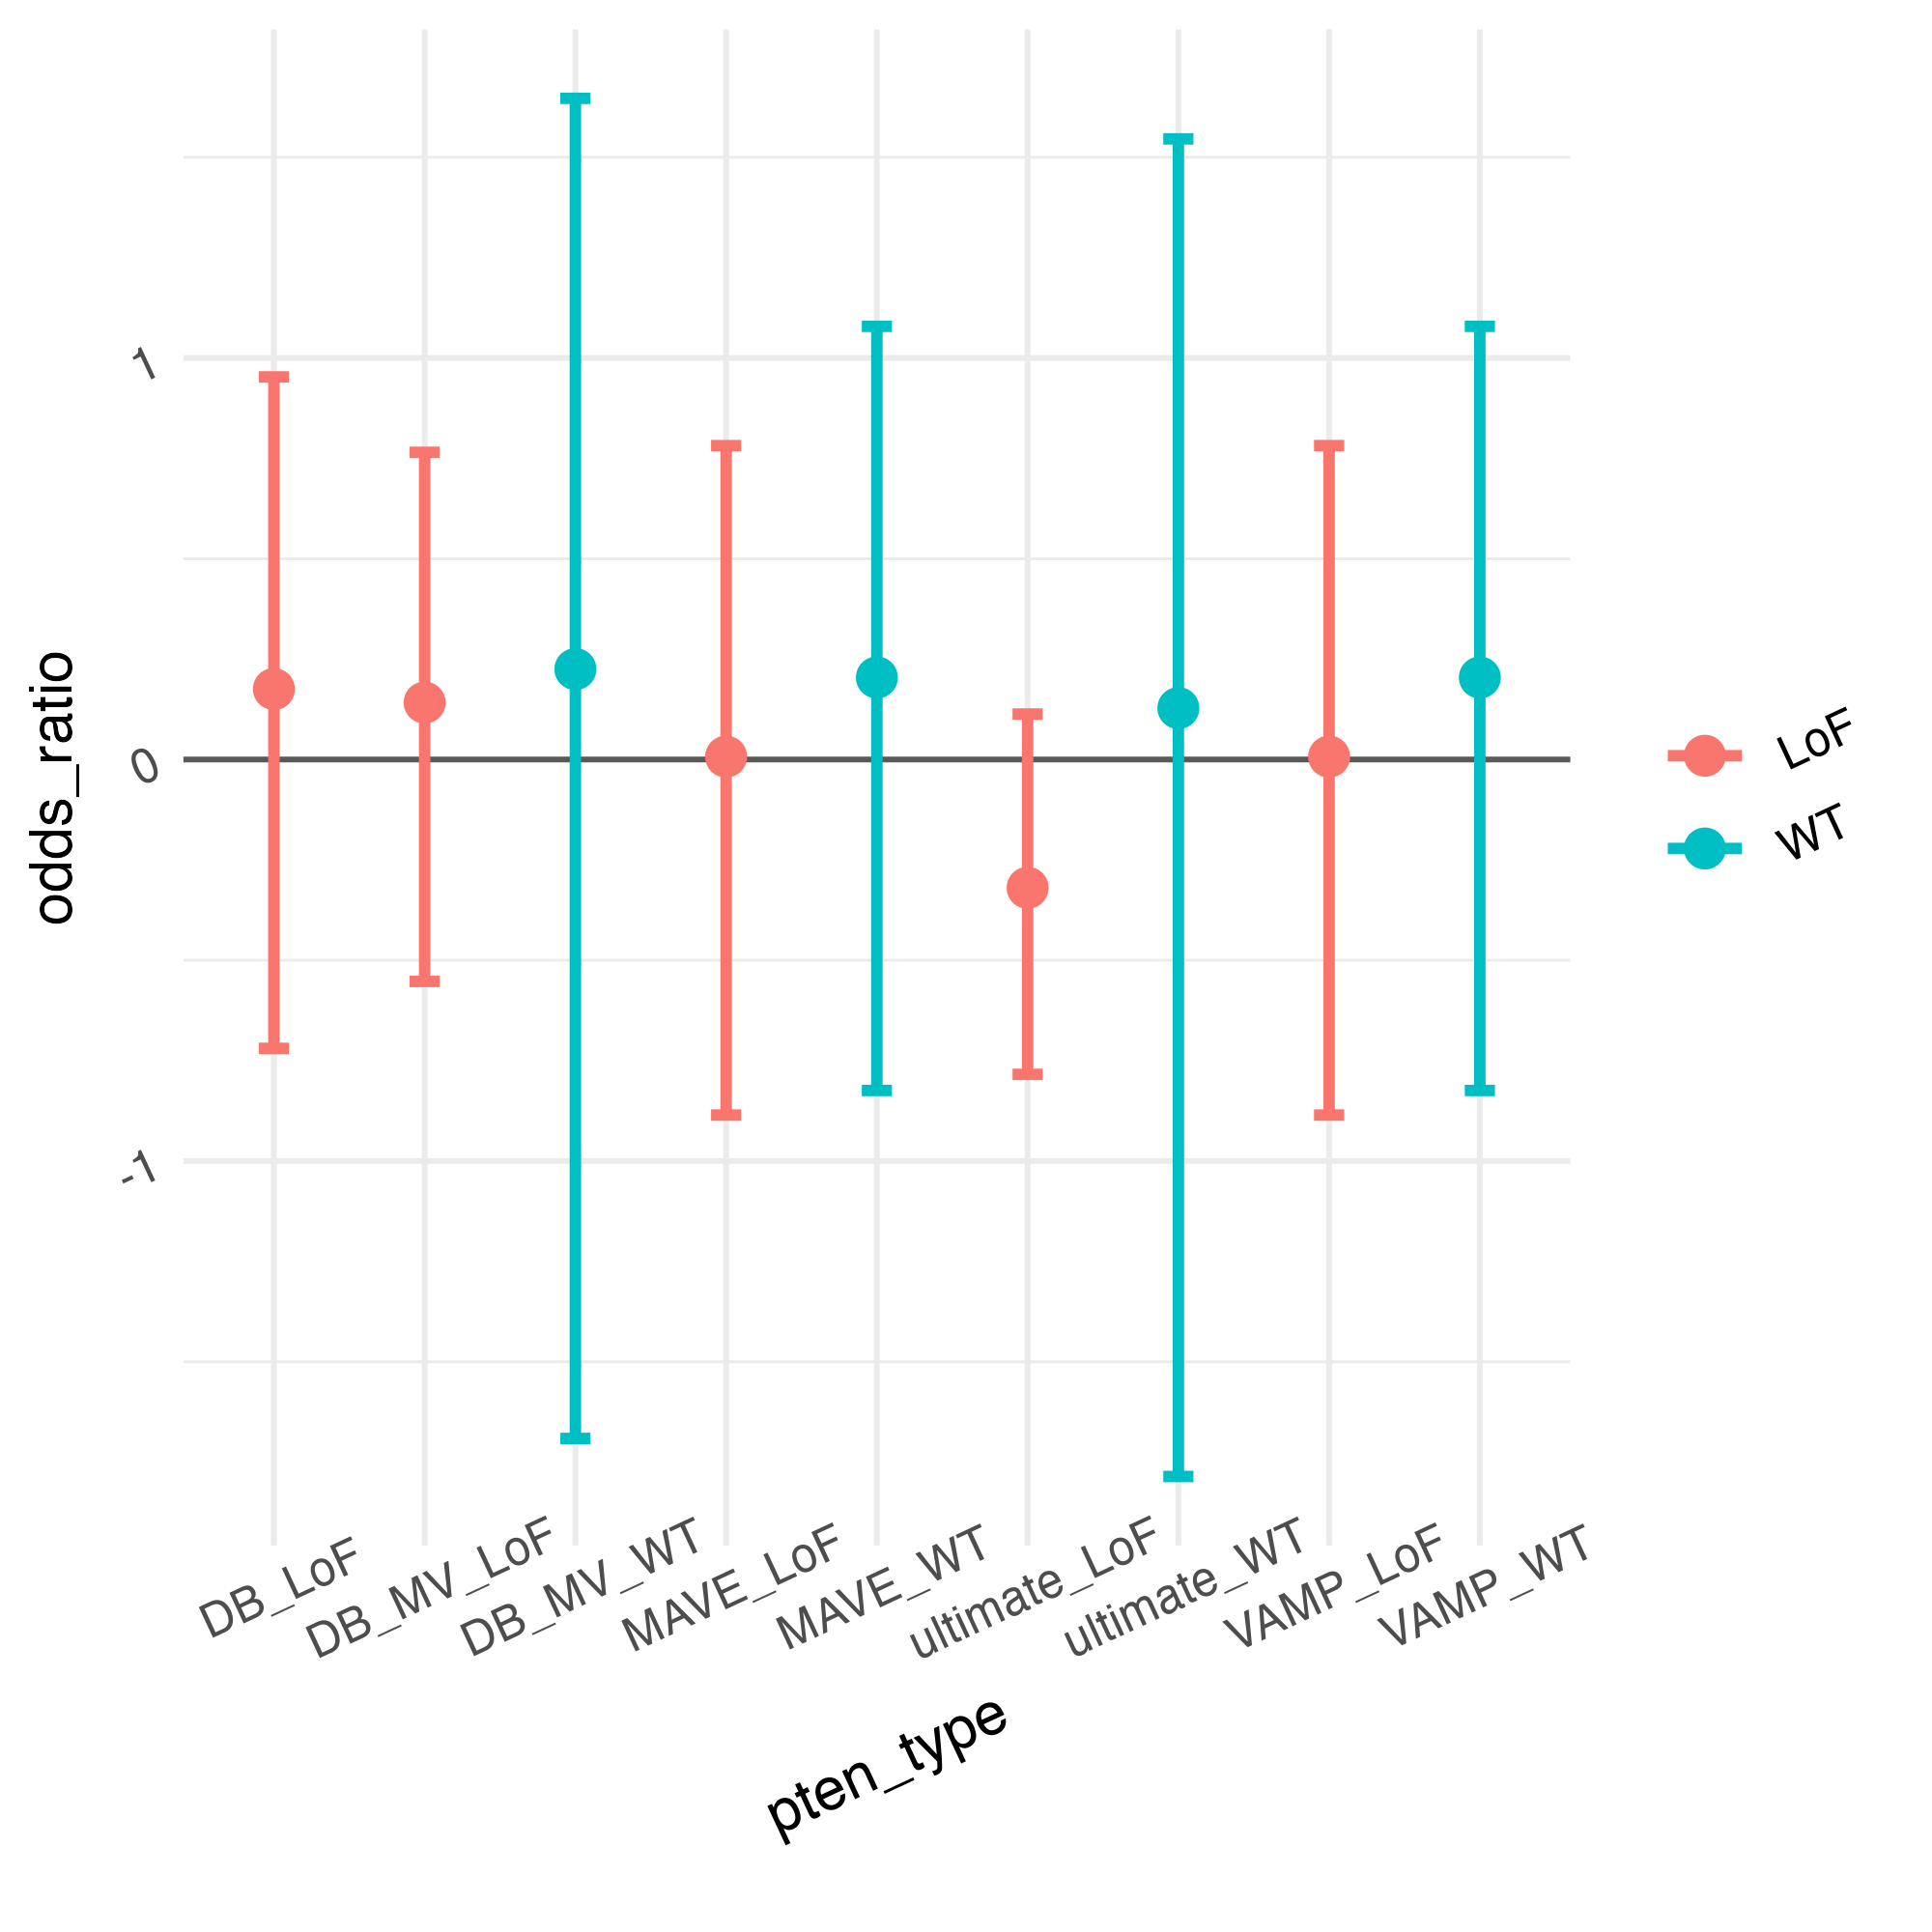 odds_ratio
1
0
-1
DB_LoF
DB_MV_LoF
DB_MV_WT
MAVE_LoF
MAVE_WT
ultimate_LoF
ultimate_WT
VAMP_LoF
VAMP_WT
pten_type
LoF
WT